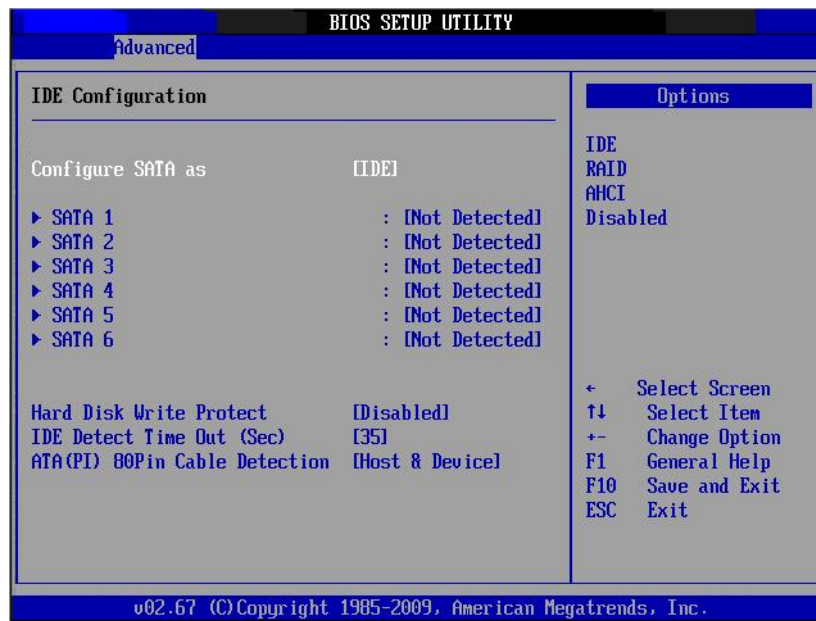 BIOS SETUP UTILITY
Advanced
IDE Configuration
Configure SATA as [IDE]
▶ SATA 1 : [Not Detected]
▶ SATA 2 : [Not Detected]
▶ SATA 3 : [Not Detected]
▶ SATA 4 : [Not Detected]
▶ SATA 5 : [Not Detected]
▶ SATA 6 : [Not Detected]
Hard Disk Write Protect [Disabled]
IDE Detect Time Out (Sec) [35]
ATA(PI) 80Pin Cable Detection [Host & Device]
Options
IDE
RAID
AHCI
Disabled
← Select Screen
↑↓ Select Item
+- Change Option
F1 General Help
F10 Save and Exit
ESC Exit
v02.67 (C)Copyright 1985-2009, American Megatrends, Inc.